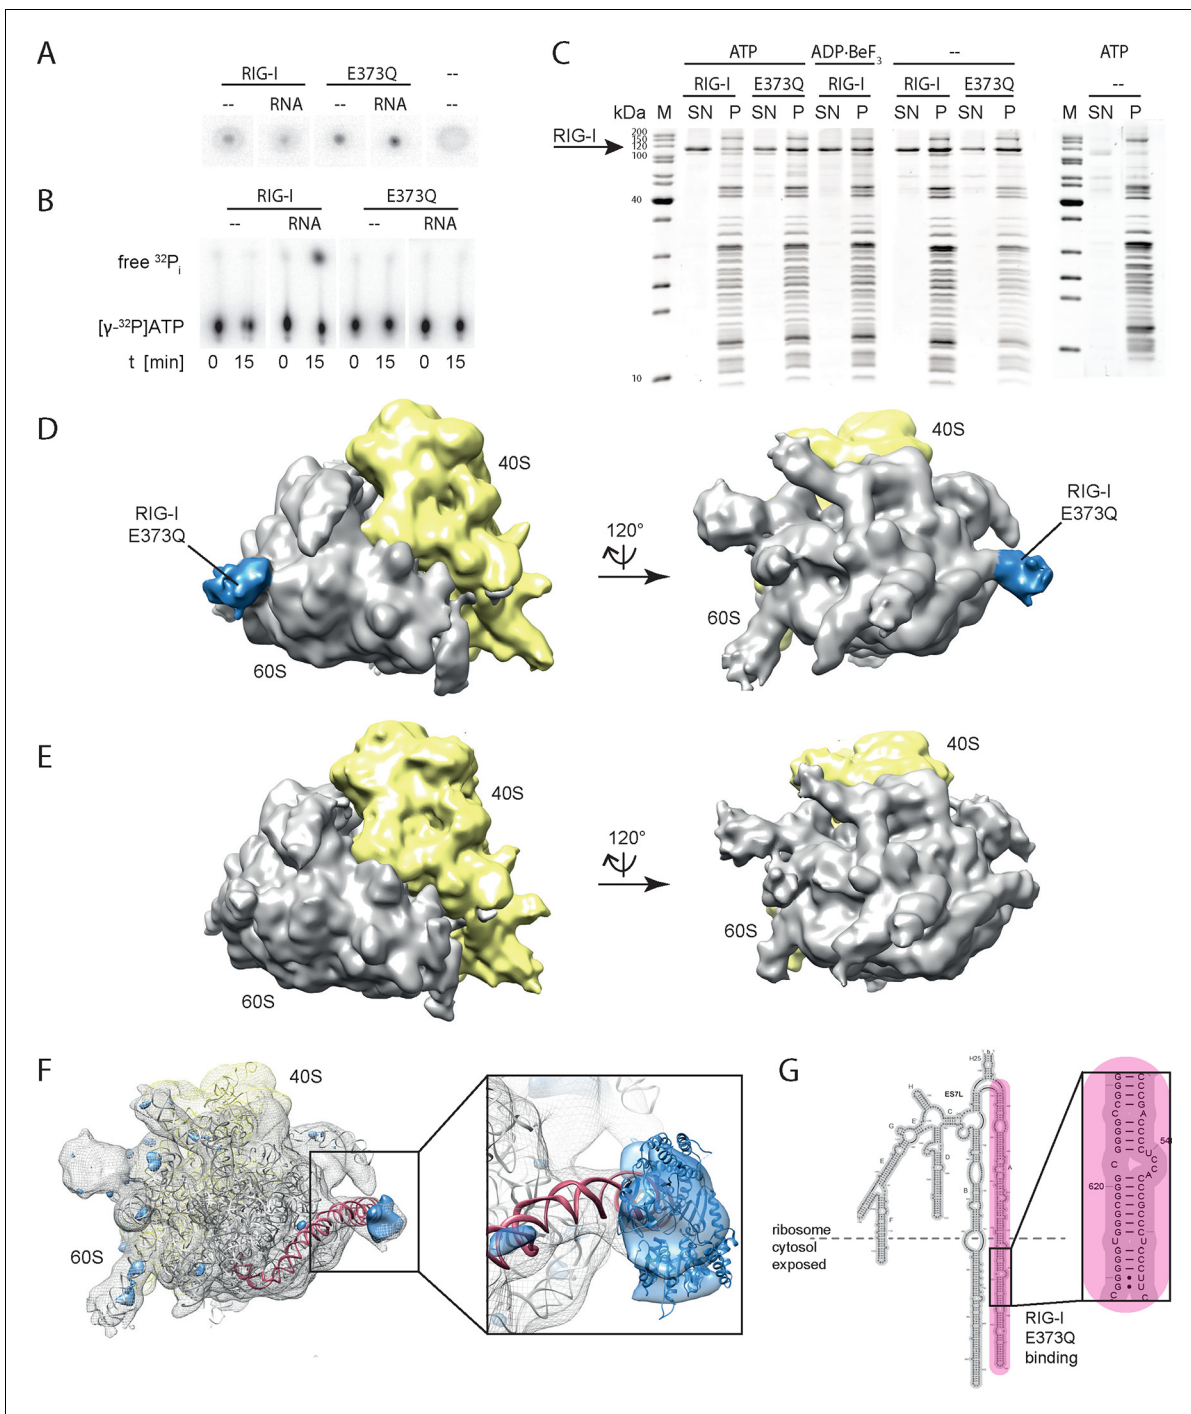 A
RIG-I E373Q --
-- RNA -- RNA
B
RIG-I E373Q
-- RNA -- RNA
free ³²Pᵢ
[γ-³²P]ATP
t [min] 0 15 0 15 0 15 0 15
C
ATP ADP·BeF₃ -- ATP
RIG-I E373Q RIG-I RIG-I E373Q --
kDa M SN P SN P SN P SN P SN P M SN P
RIG-I
200
150
120
100
40
10
D
40S
RIG-I
E373Q
60S
120°
40S
RIG-I
E373Q
60S
E
40S
60S
120°
40S
60S
F
40S
60S
G
H25
ES7L
H
G
E
C
D
E
F
B
A
ribosome
cytosol
exposed
RIG-I
E373Q
binding
620